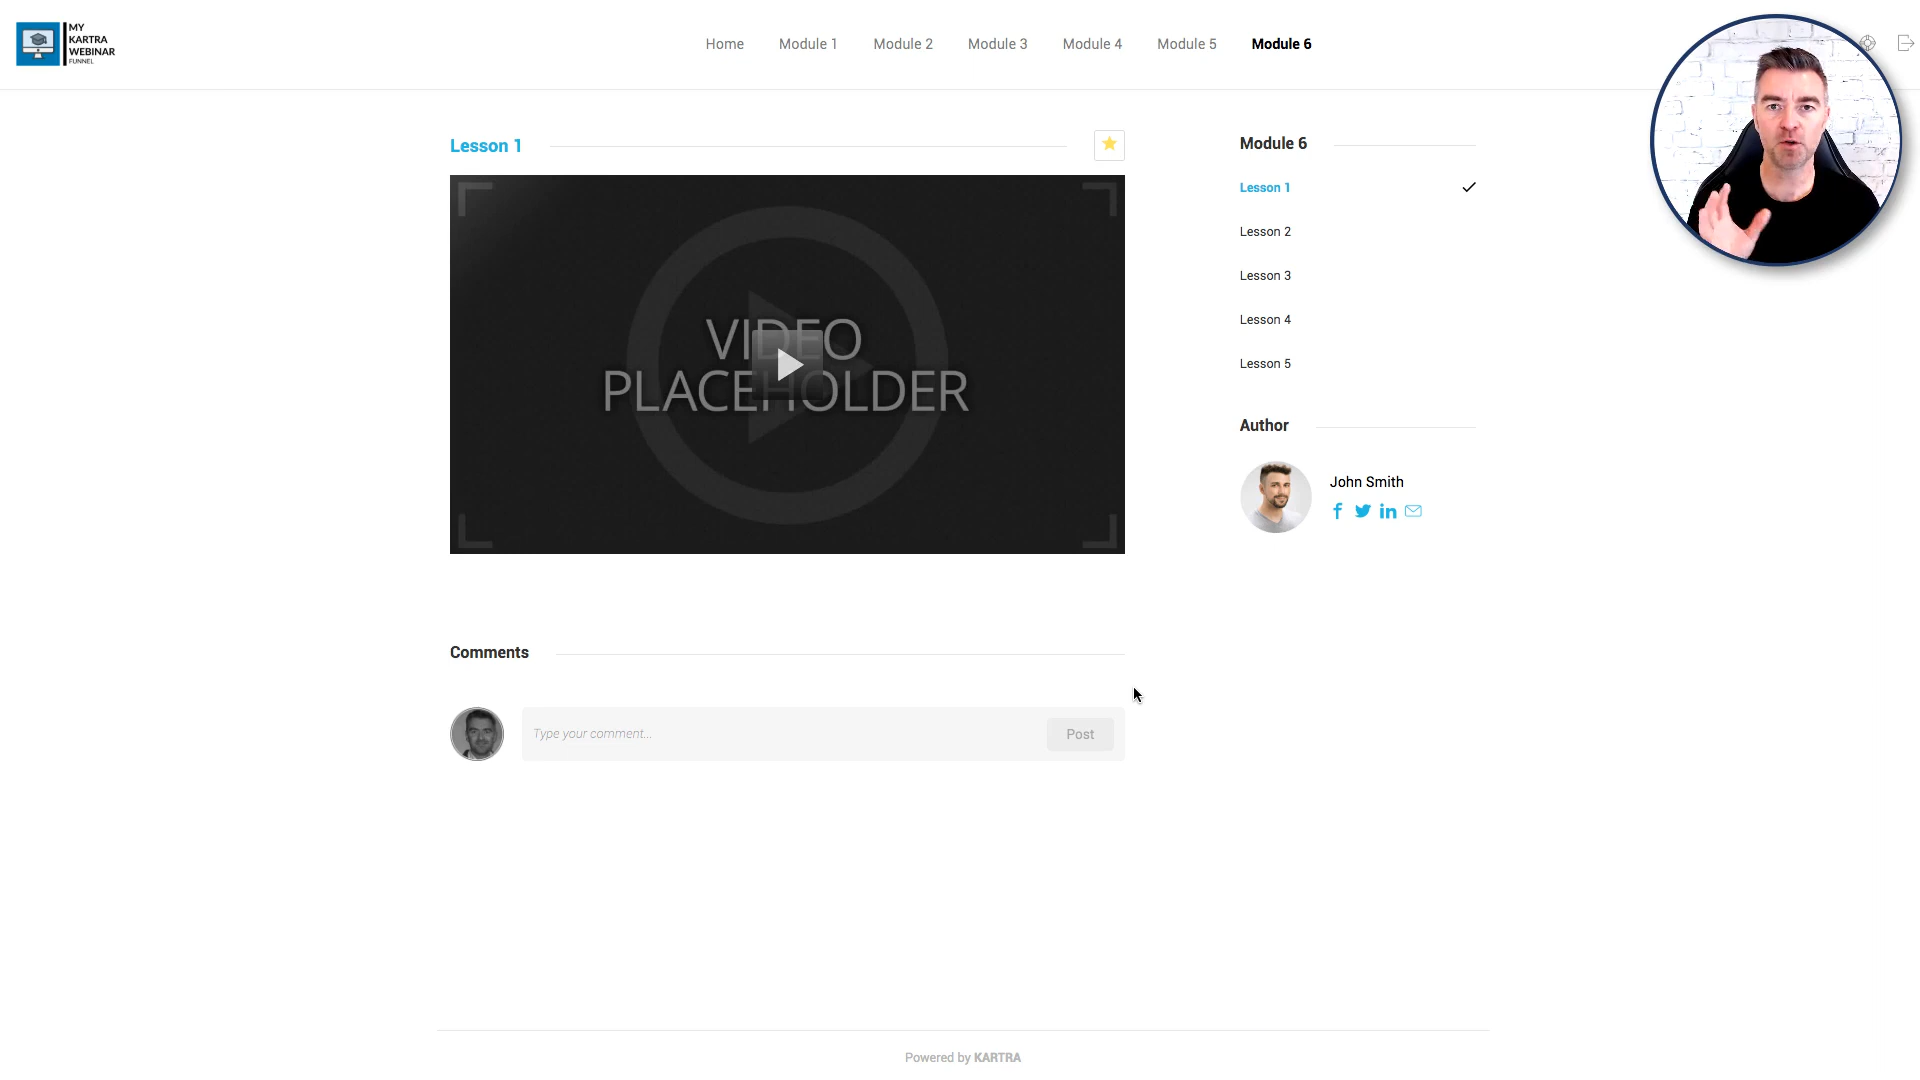 MY
KARTRA
WEBINAR
FUNNEL
Home Module 1 Module 2 Module 3 Module 4 Module 5 Module 6
Lesson 1
VIDEO
PLACEHOLDER
Comments
Type your comment...
Post
Module 6
Lesson 1
Lesson 2
Lesson 3
Lesson 4
Lesson 5
Author
John Smith
Powered by KARTRA